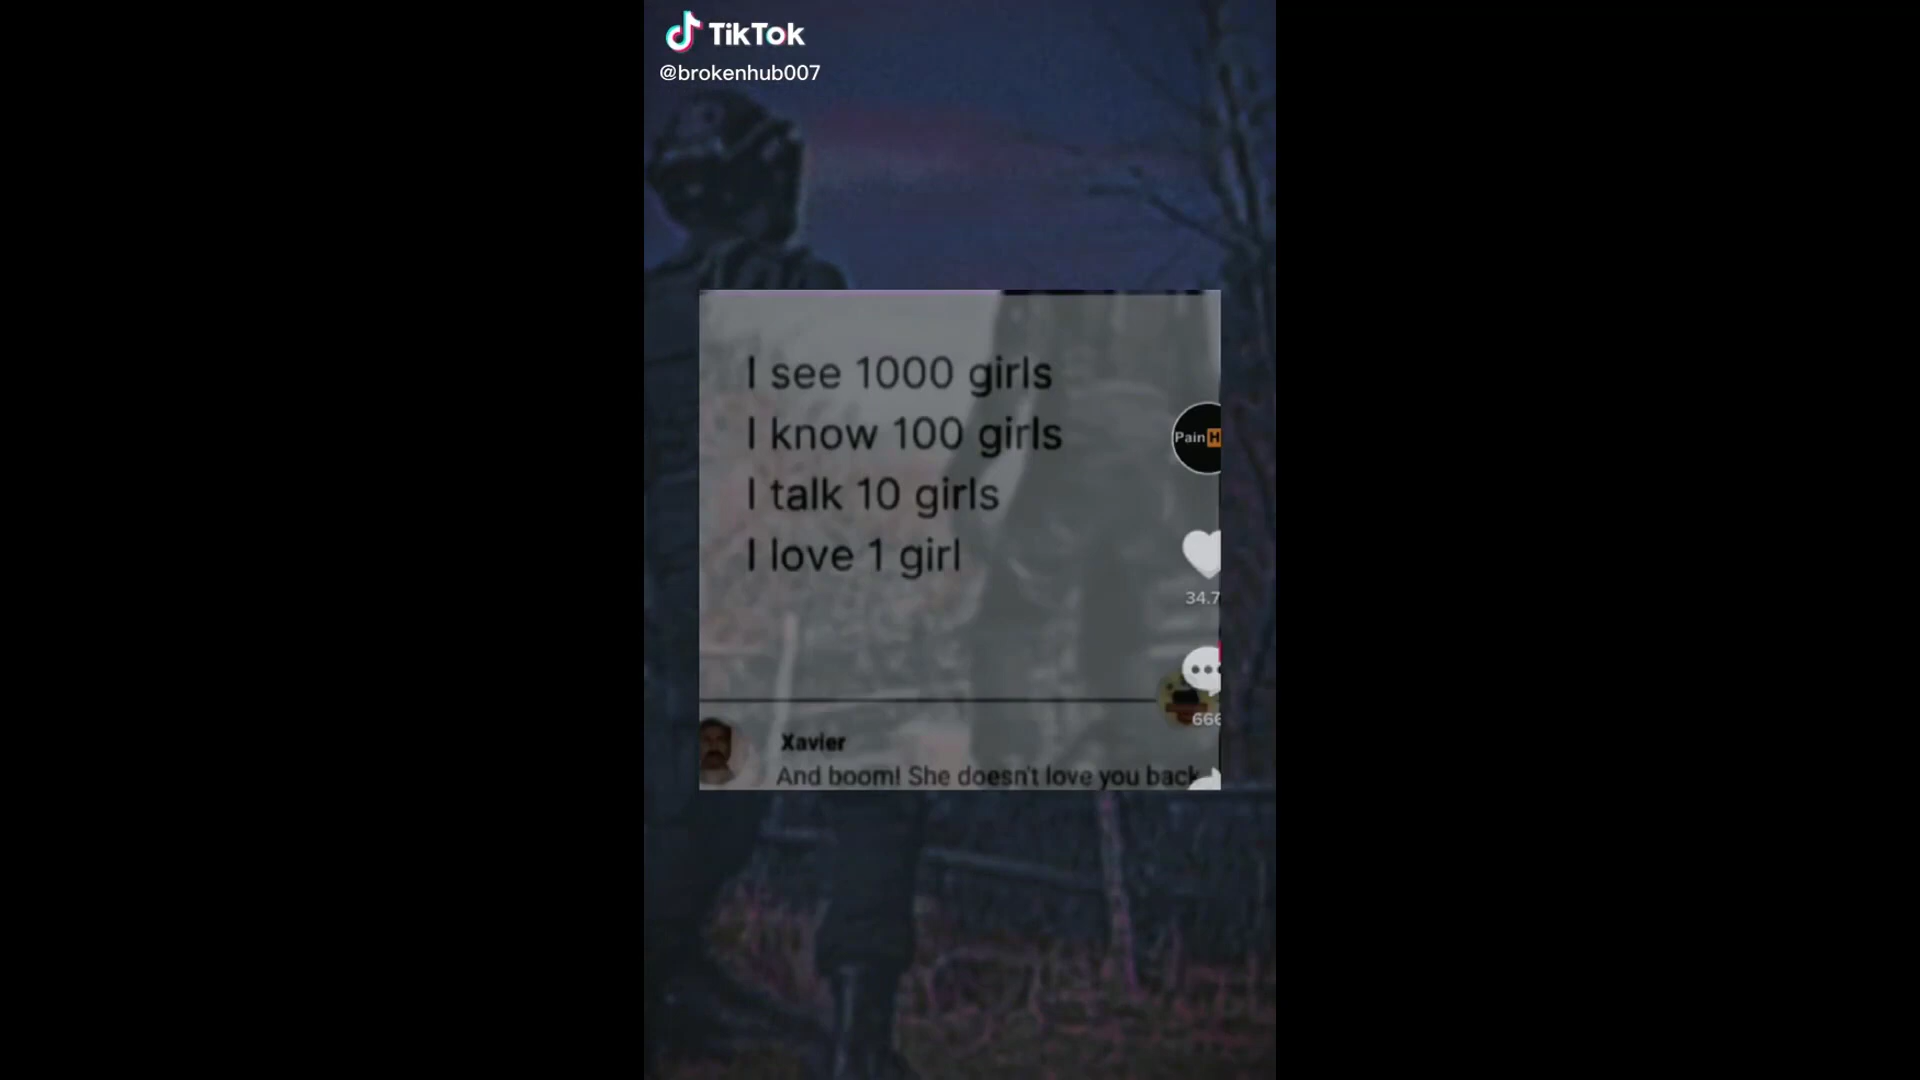 TikTok
@brokenhub007
I see 1000 girls
I know 100 girls
I talk 10 girls
I love 1 girl
Pain H
34.7
666
Xavier
And boom! She doesn't love you back